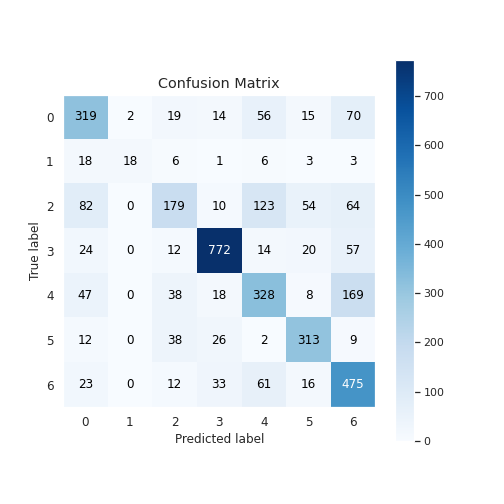 Confusion Matrix
True label
0 319 2 19 14 56 15 70
1 18 18 6 1 6 3 3
2 82 0 179 10 123 54 64
3 24 0 12 772 14 20 57
4 47 0 38 18 328 8 169
5 12 0 38 26 2 313 9
6 23 0 12 33 61 16 475
0 1 2 3 4 5 6
Predicted label
700
600
500
400
300
200
100
0